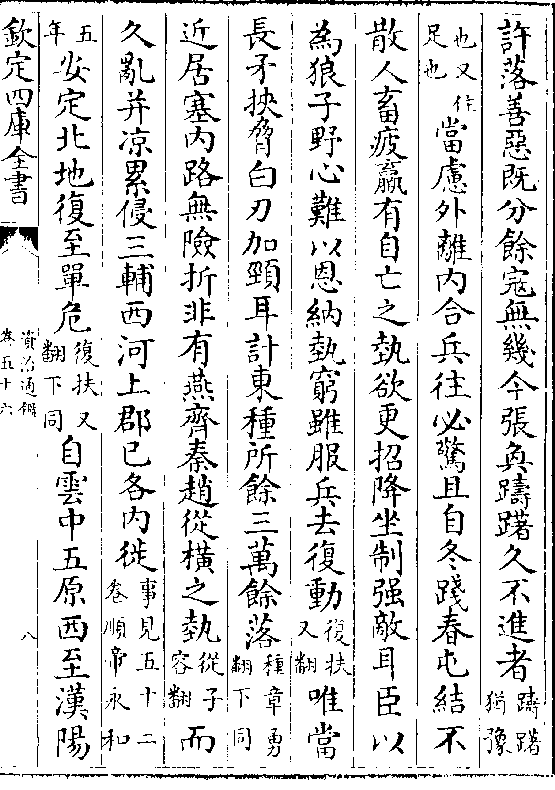 許落善惡既分餘寇無幾今張奐躊躇久不進者躊躇猶豫
也又作足也當慮外離內合兵往必驚且自冬踐春屯結不
散人畜疲羸有自亡之埶欲更招降坐制强敵耳臣以
為狼子野心難以恩納埶窮雖服兵去復動復扶又翻唯當
長矛挾脅白刃加頸耳計東種所餘三萬餘落種章勇翻下同
近居塞內路無險折非有燕齊秦趙從橫之埶從子容翻而
久亂并凉累侵三輔西河上郡已各內徙事見五十二卷順帝永和
五年安定北地復至單危復扶又翻下同自雲中五原西至漢陽
欽定四庫全書
資治通鑑
卷五十六
八